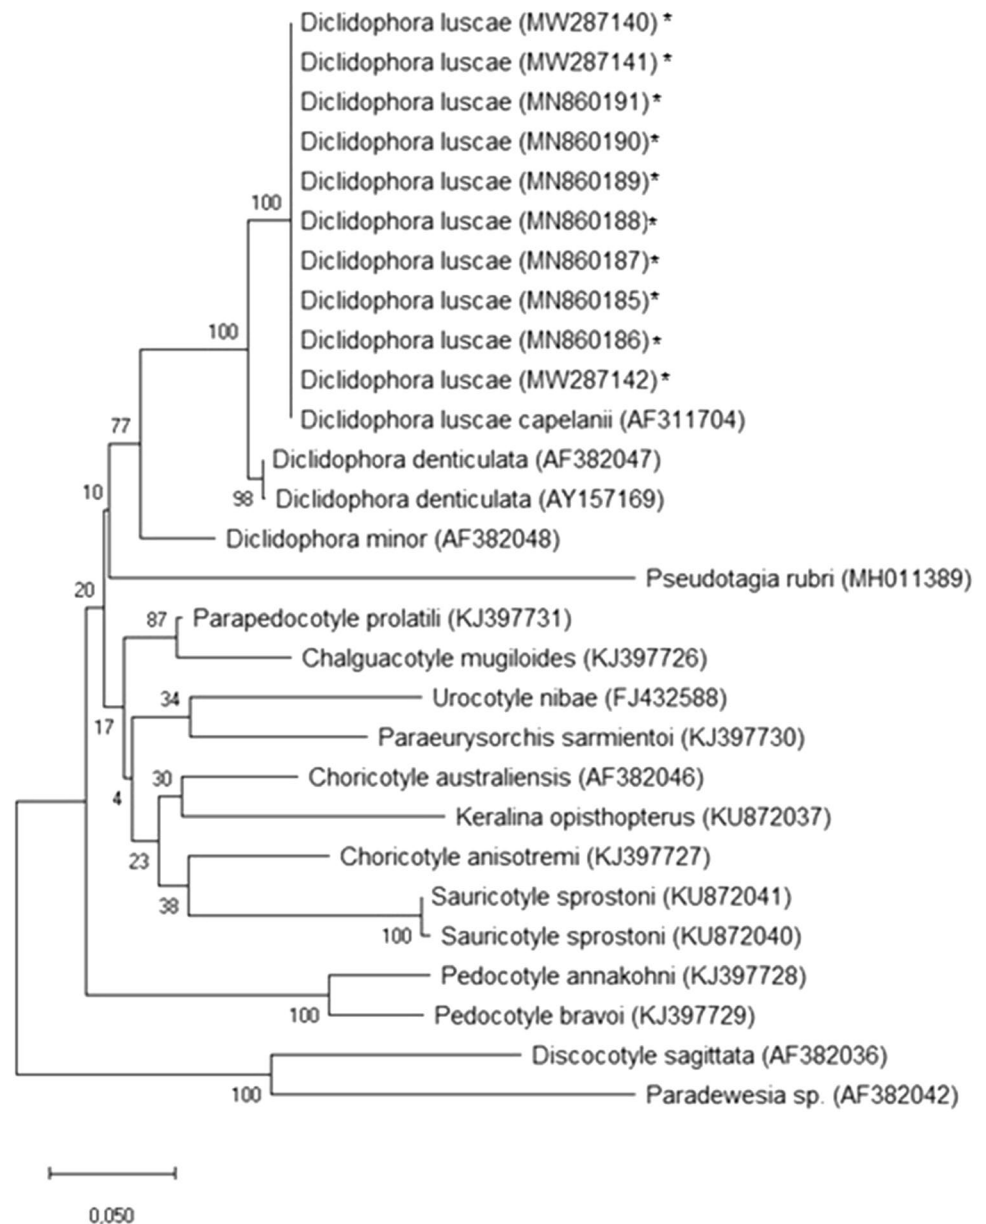 Diclidophora luscae (MW287140) *
Diclidophora luscae (MW287141) *
Diclidophora luscae (MN860191) *
100
Diclidophora luscae (MN860190)*
Diclidophora luscae (MN860189)*
Diclidophora luscae (MN860188)*
Diclidophora luscae (MN860187)*
Diclidophora luscae (MN860185)*
100
Diclidophora luscae (MN860186)*
Diclidophora luscae (MW287142)*
Diclidophora luscae capelanii (AF311704)
77
Diclidophora denticulata (AF382047)
10
98
Diclidophora denticulata (AY157169)
Diclidophora minor (AF382048)
Pseudotagia rubri (MH011389)
20
87
Parapedocotyle prolatili (KJ397731)
Chalguacotyle mugiloides (KJ397726)
34
Urocotyle nibae (FJ432588)
17
Paraeurysorchis sarmientoi (KJ397730)
30
Choricotyle australiensis (AF382046)
4
Keralina opisthopterus (KU872037)
23
Choricotyle anisotremi (KJ397727)
38
Sauricotyle sprostoni (KU872041)
100
Sauricotyle sprostoni (KU872040)
Pedocotyle annakohni (KJ397728)
100
Pedocotyle bravoi (KJ397729)
Discocotyle sagittata (AF382036)
100
Paradewesia sp. (AF382042)
0,050